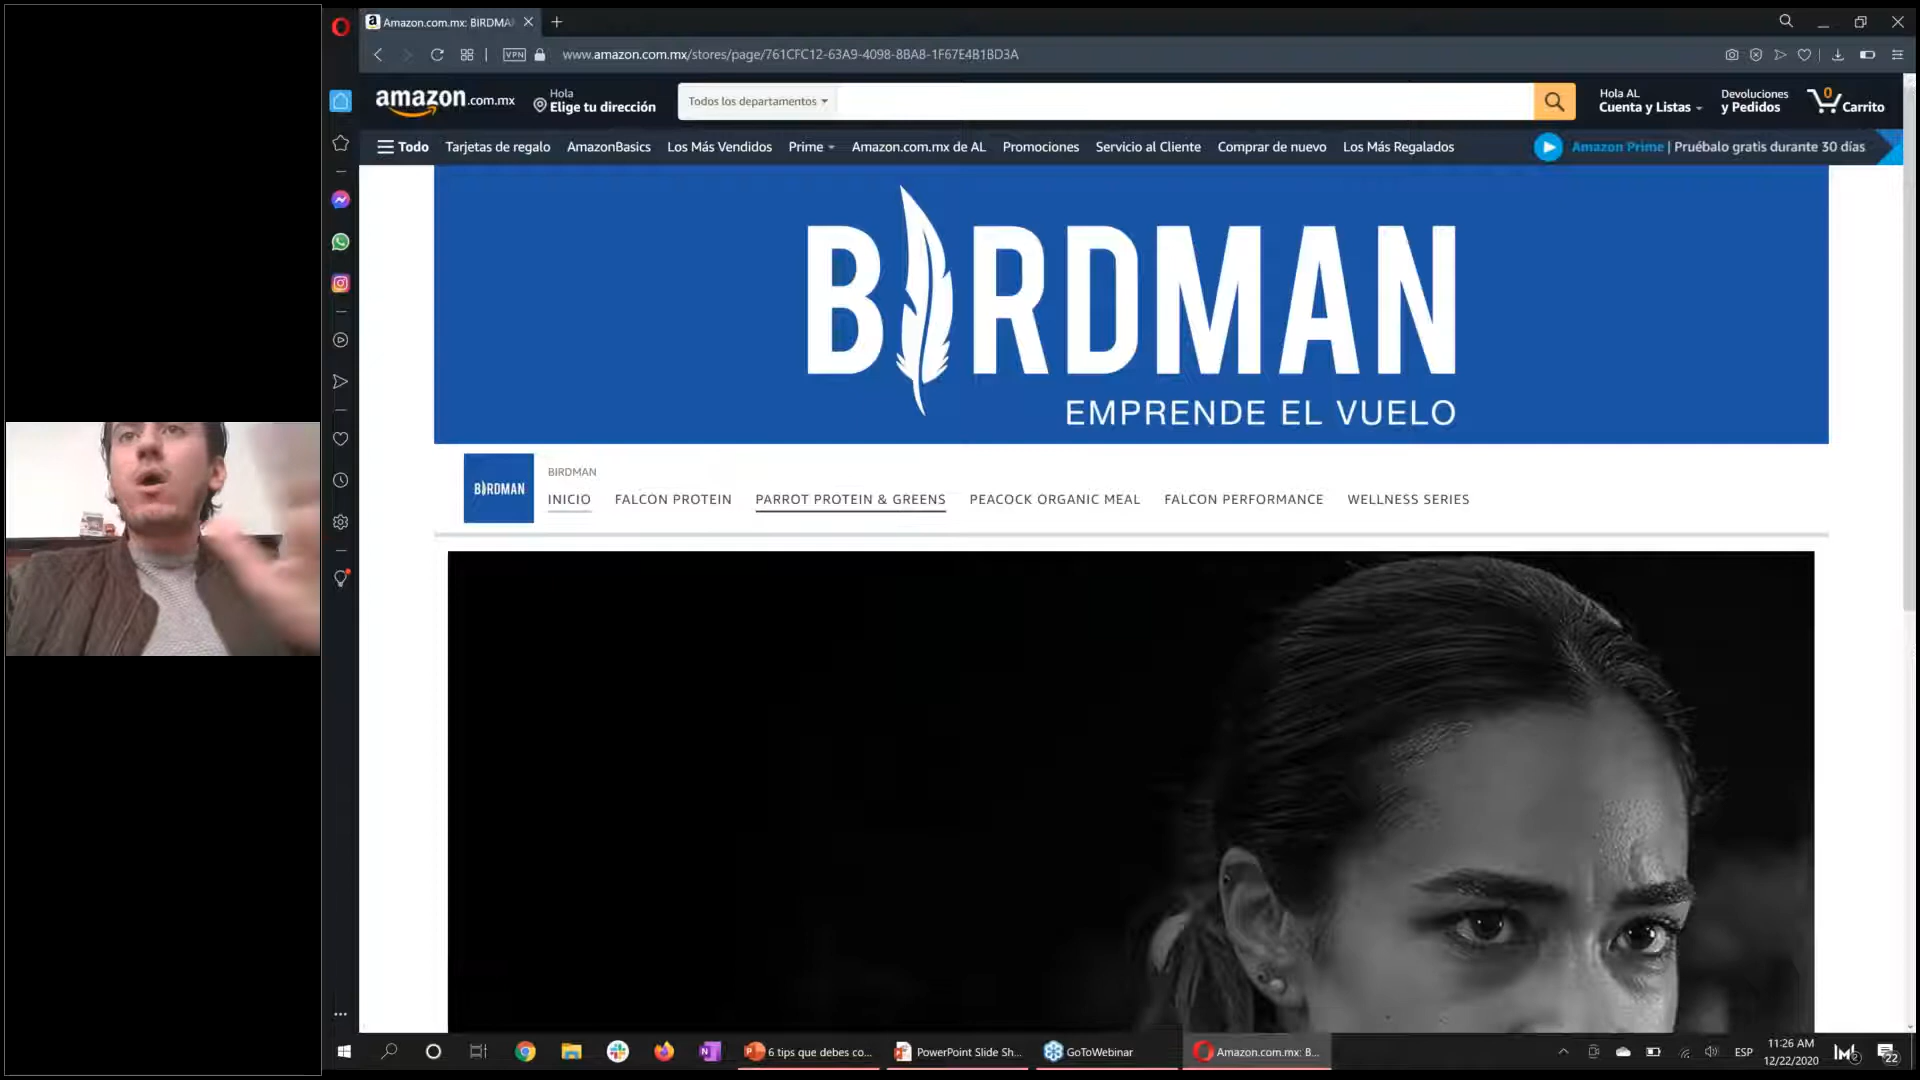 Amazon.com.mx: BIRDMA
VPN
www.amazon.com.mx/stores/page/761CFC12-63A9-4098-8BA8-1F67E4B1BD3A
amazon.com.mx
Hola
Elige tu dirección
Todos los departamentos
Hola AL
Cuenta y Listas
Devoluciones
y Pedidos
0
Carrito
Todo
Tarjetas de regalo
AmazonBasics
Los Más Vendidos
Prime
Amazon.com.mx de AL
Promociones
Servicio al Cliente
Comprar de nuevo
Los Más Regalados
Amazon Prime | Pruébalo gratis durante 30 días
BIRDMAN
EMPRENDE EL VUELO
BIRDMAN
BIRDMAN
INICIO
FALCON PROTEIN
PARROT PROTEIN & GREENS
PEACOCK ORGANIC MEAL
FALCON PERFORMANCE
WELLNESS SERIES
6 tips que debes co...
PowerPoint Slide Sh...
GoToWebinar
Amazon.com.mx: B...
ESP
11:26 AM
12/22/2020
22